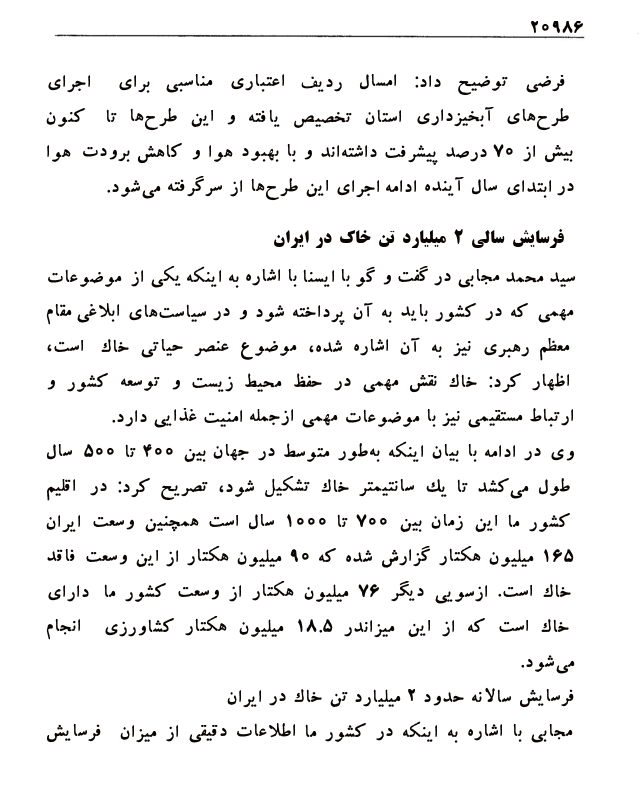 ۲۰۹۸۶
فرضی توضیح داد: امسال ردیف اعتباری مناسبی برای اجرای
طرح‌های آبخیزداری استان تخصیص یافته و این طرح‌ها تا کنون
بیش از ۷۰ درصد پیشرفت داشته‌اند و با بهبود هوا و کاهش برودت هوا
در ابتدای سال آینده ادامه اجرای این طرح‌ها از سرگرفته می‌شود.
فرسایش سالی ۲ میلیارد تن خاک در ایران
سید محمد مجابی در گفت و گو با ایسنا با اشاره به اینکه یکی از موضوعات
مهمی که در کشور باید به آن پرداخته شود و در سیاست‌های ابلاغی مقام
معظم رهبری نیز به آن اشاره شده، موضوع عنصر حیاتی خاك است،
اظهار کرد: خاك نقش مهمی در حفظ محیط زیست و توسعه کشور و
ارتباط مستقیمی نیز با موضوعات مهمی ازجمله امنیت غذایی دارد.
وی در ادامه با بیان اینکه به‌طور متوسط در جهان بین ۴۰۰ تا ۵۰۰ سال
طول می‌کشد تا یك سانتیمتر خاك تشکیل شود، تصریح کرد: در اقلیم
کشور ما این زمان بین ۷۰۰ تا ۱۰۰۰ سال است همچنین وسعت ایران
۱۶۵ میلیون هکتار گزارش شده که ۹۰ میلیون هکتار از این وسعت فاقد
خاك است. ازسویی دیگر ۷۶ میلیون هکتار از وسعت کشور ما دارای
خاك است که از این میزاندر ۱۸.۵ میلیون هکتار کشاورزی انجام
می‌شود.
فرسایش سالانه حدود ۲ میلیارد تن خاك در ایران
مجابی با اشاره به اینکه در کشور ما اطلاعات دقیقی از میزان فرسایش